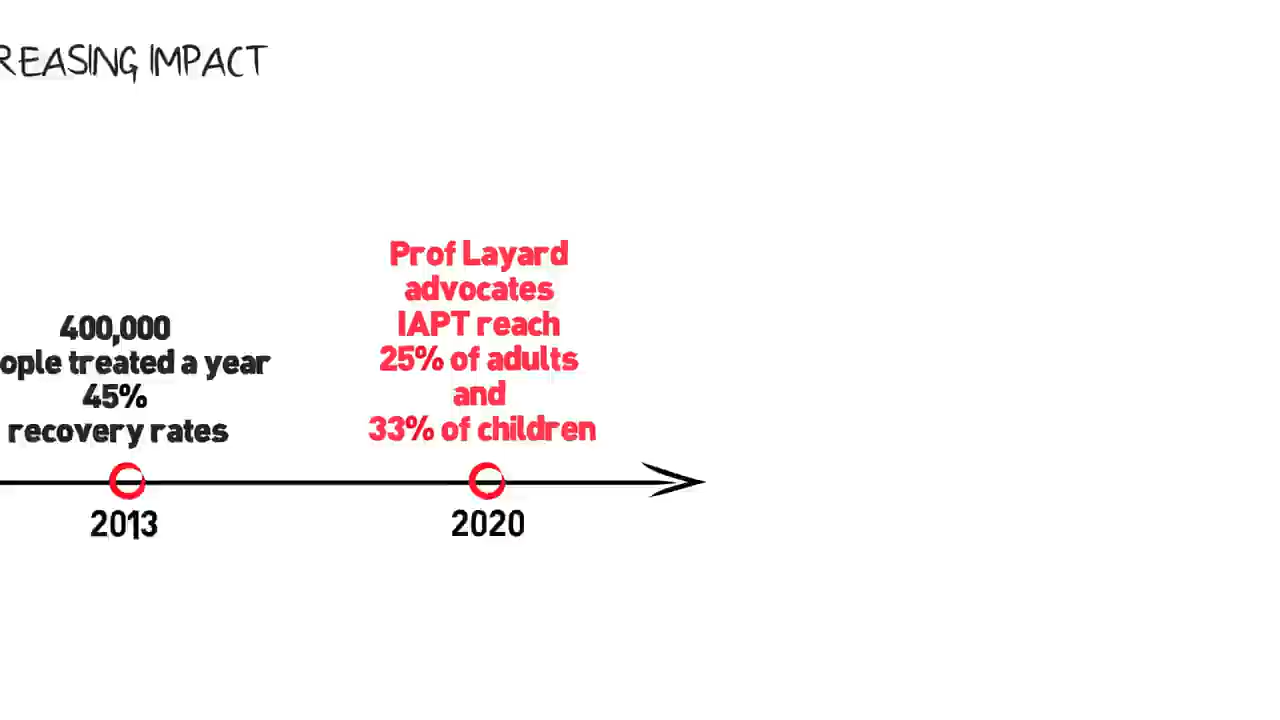 REASING IMPACT
400,000
ople treated a year
45%
recovery rates
2013
Prof Layard
advocates
IAPT reach
25% of adults
and
33% of children
2020